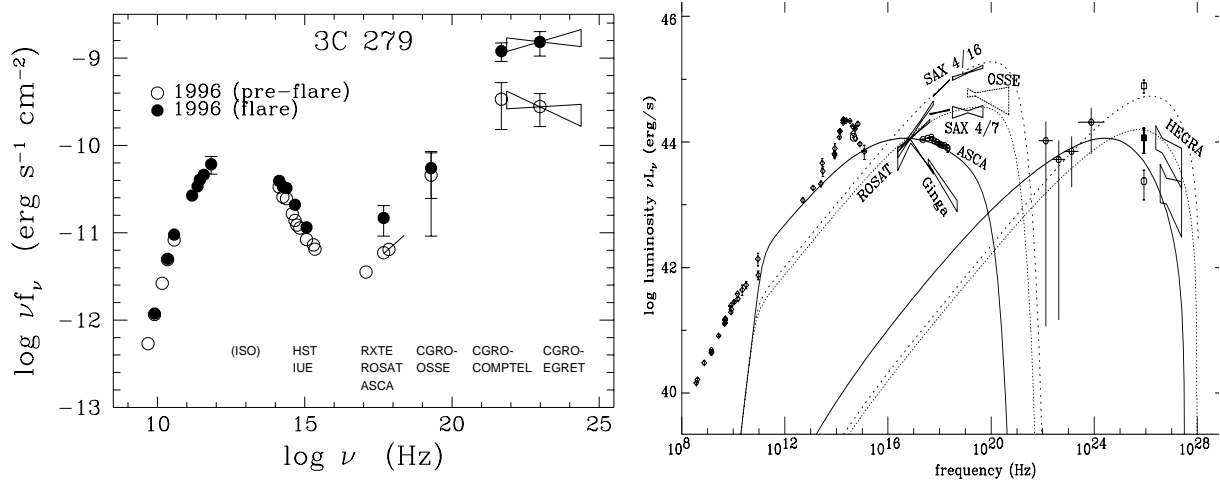 3C 279
1996 (pre-flare)
1996 (flare)
log νf_ν (erg s⁻¹ cm⁻²)
-9
-10
-11
-12
-13
(ISO)
HST
IUE
RXTE
ROSAT
ASCA
CGRO-
OSSE
CGRO-
COMPTEL
CGRO-
EGRET
10
15
20
25
log ν (Hz)
log luminosity νL_ν (erg/s)
46
44
42
40
SAX 4/16
OSSE
SAX 4/7
ASCA
ROSAT
Ginga
HEGRA
10⁸
10¹²
10¹⁶
10²⁰
10²⁴
10²⁸
frequency (Hz)